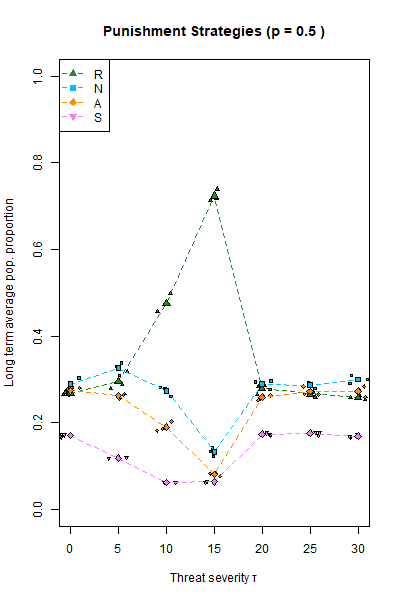 Punishment Strategies (p = 0.5 )
R
N
A
S
Long term average pop. proportion
1.0
0.8
0.6
0.4
0.2
0.0
0 5 10 15 20 25 30
Threat severity τ